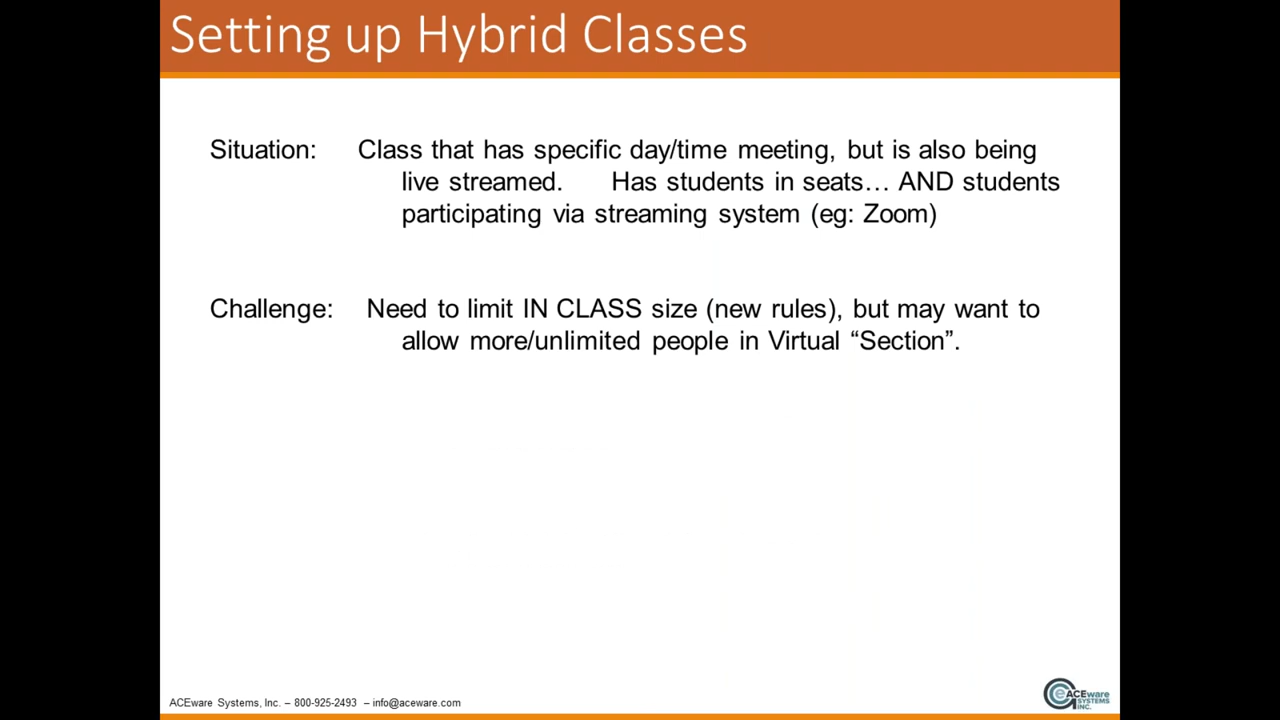 Setting up Hybrid Classes
Situation: Class that has specific day/time meeting, but is also being
live streamed. Has students in seats… AND students
participating via streaming system (eg: Zoom)
Challenge: Need to limit IN CLASS size (new rules), but may want to
allow more/unlimited people in Virtual “Section”.
ACEware Systems, Inc. – 800-925-2493 – info@aceware.com
eACEware
SYSTEMS
INC.